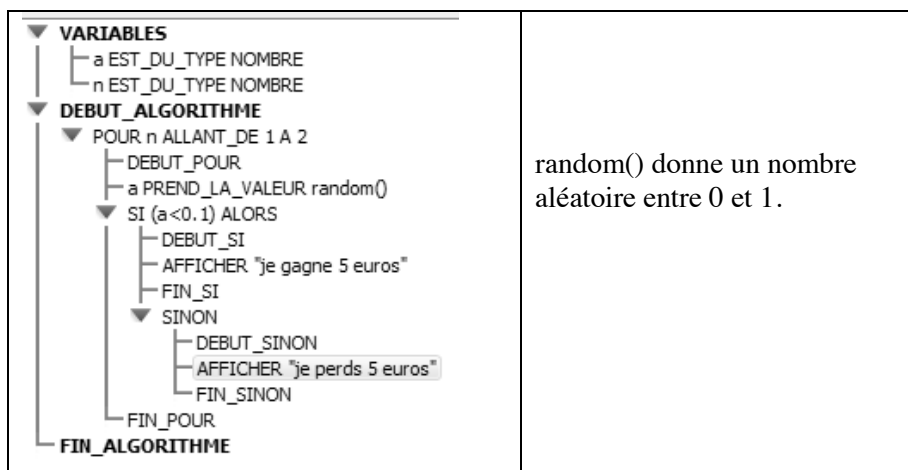 VARIABLES
a EST_DU_TYPE NOMBRE
n EST_DU_TYPE NOMBRE
DEBUT_ALGORITHME
POUR n ALLANT_DE 1 A 2
DEBUT_POUR
a PREND_LA_VALEUR random()
SI (a<0.1) ALORS
DEBUT_SI
AFFICHER "je gagne 5 euros"
FIN_SI
SINON
DEBUT_SINON
AFFICHER "je perds 5 euros"
FIN_SINON
FIN_POUR
FIN_ALGORITHME
random() donne un nombre
aléatoire entre 0 et 1.